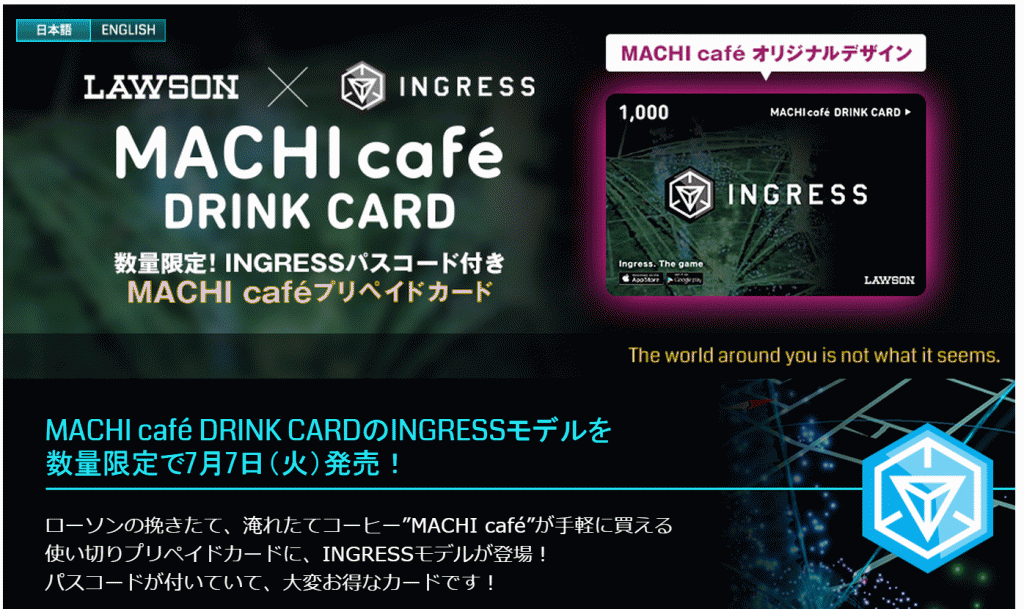 日本語 ENGLISH
LAWSON × INGRESS
MACHI café
DRINK CARD
数量限定! INGRESSパスコード付き
MACHI caféプリペイドカード
MACHI café オリジナルデザイン
1,000 MACHI café DRINK CARD ▶
INGRESS
Ingress. The game
App Store Google play
LAWSON
The world around you is not what it seems.
MACHI café DRINK CARDのINGRESSモデルを
数量限定で7月7日(火)発売！
ローソンの挽きたて、淹れたてコーヒー”MACHI café”が手軽に買える
使い切りプリペイドカードに、INGRESSモデルが登場！
パスコードが付いていて、大変お得なカードです！